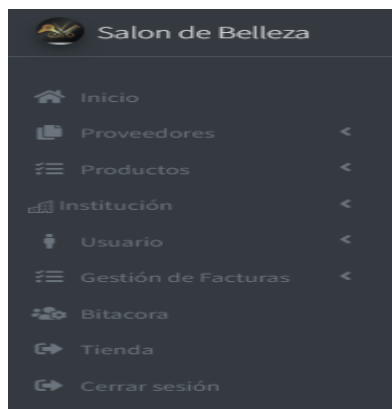 Salon de Belleza
Inicio
Proveedores
Productos
Institución
Usuario
Gestión de Facturas
Bitacora
Tienda
Cerrar sesión